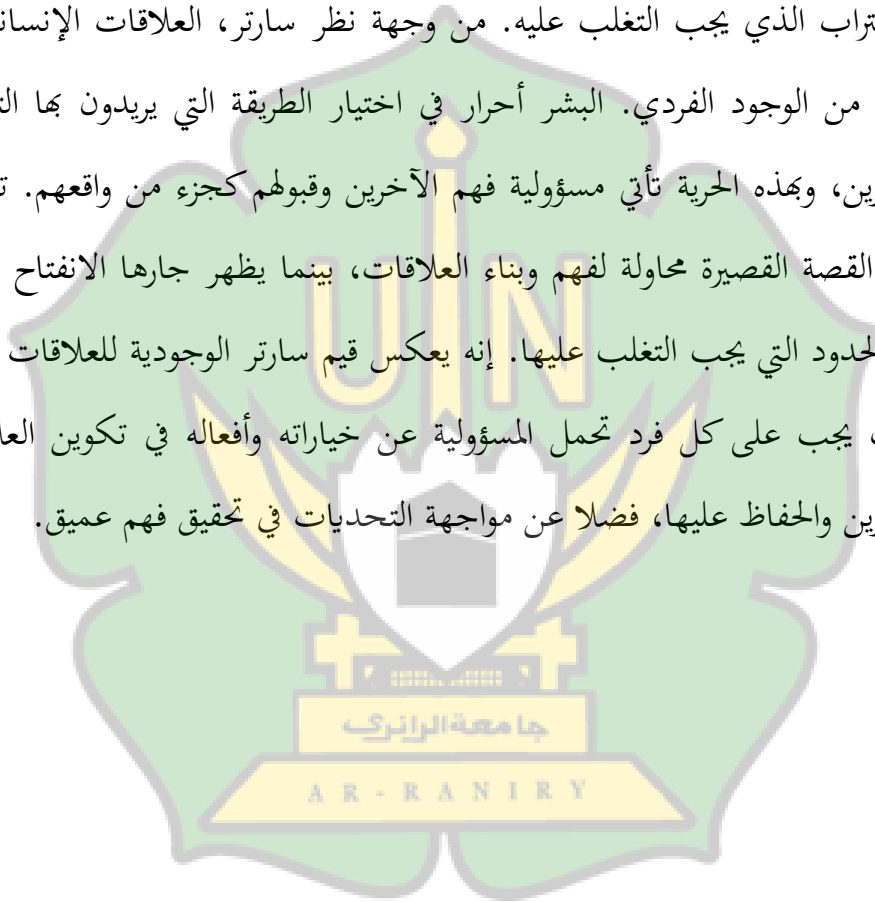 الذي يجب التغلب عليه. من وجهة نظر سارتر، العلاقات
من الوجود الفردي. البشر أحرار في اختيار الطريقة التي يريدون بها
وبهذه الحرية تأتي مسؤولية فهم الآخرين وقبولهم كجزء من واقعهم.
القصة القصيرة محاولة لفهم وبناء العلاقات، بينما يظهر جارها الانفتاح
التي يجب التغلب عليها. إنه يعكس قيم سارتر الوجودية للعلاقات
يجب على كل فرد تحمل المسؤولية عن خياراته وأفعاله في تكوين
والحفاظ عليها، فضلا عن مواجهة التحديات في تحقيق فهم عميق.
UIN
جامعة الرانري
AR-RANIRY